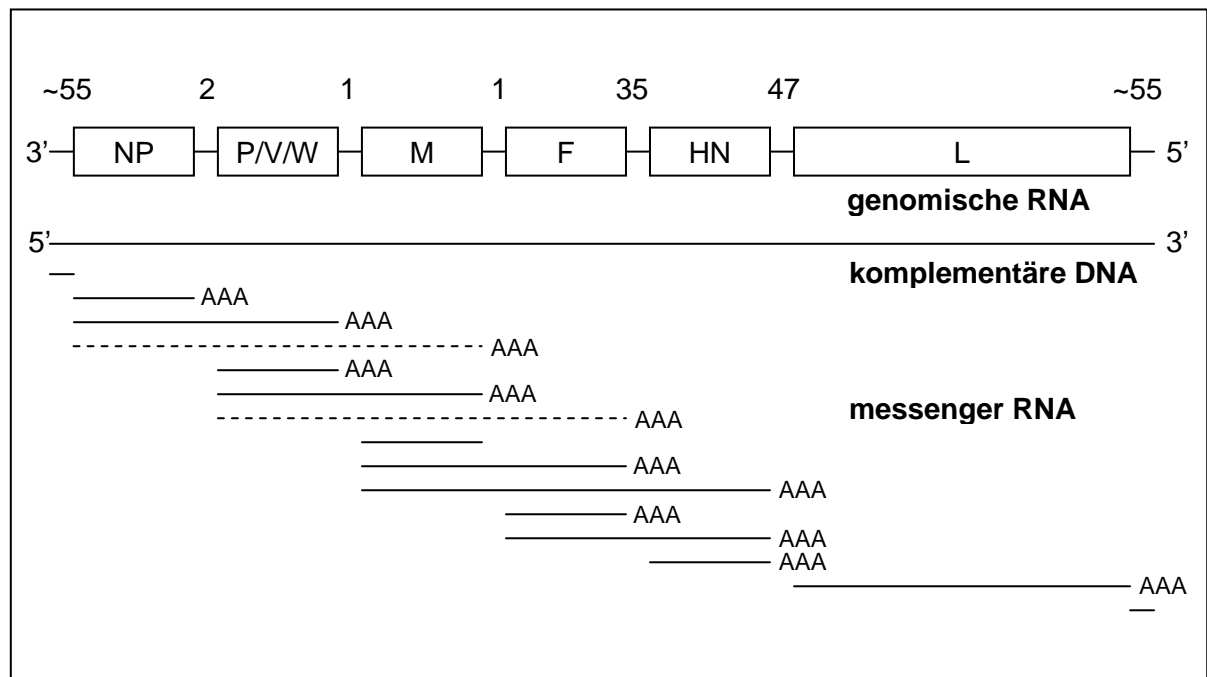 ~55 2 1 1 35 47 ~55
3’ NP P/V/W M F HN L 5’
genomische RNA
5’ 3’
komplementäre DNA
AAA
AAA
AAA
AAA
AAA
messenger RNA
AAA
AAA
AAA
AAA
AAA
AAA
AAA